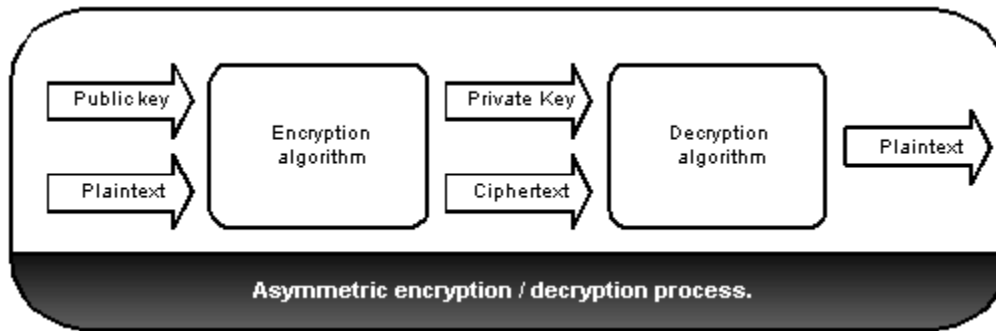 Public key
Plaintext
Encryption
algorithm
Private Key
Ciphertext
Decryption
algorithm
Plaintext
Asymmetric encryption / decryption process.